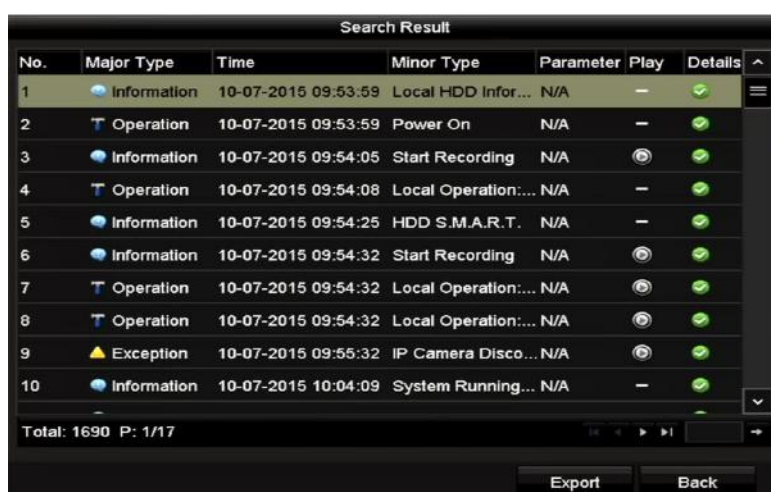 Search Result
No. Major Type Time Minor Type Parameter Play Details
1 Information 10-07-2015 09:53:59 Local HDD Infor... N/A –
2 Operation 10-07-2015 09:53:59 Power On N/A –
3 Information 10-07-2015 09:54:05 Start Recording N/A
4 Operation 10-07-2015 09:54:08 Local Operation:... N/A –
5 Information 10-07-2015 09:54:25 HDD S.M.A.R.T. N/A –
6 Information 10-07-2015 09:54:32 Start Recording N/A
7 Operation 10-07-2015 09:54:32 Local Operation:... N/A
8 Operation 10-07-2015 09:54:32 Local Operation:... N/A
9 Exception 10-07-2015 09:55:32 IP Camera Disco... N/A
10 Information 10-07-2015 10:04:09 System Running... N/A –
Total: 1690 P: 1/17
Export Back